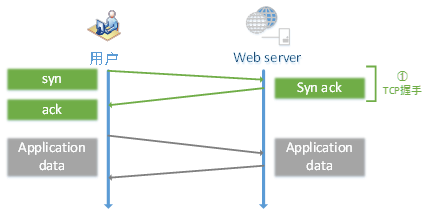 用户
Web server
syn
Syn ack
①
TCP握手
ack
Application
data
Application
data